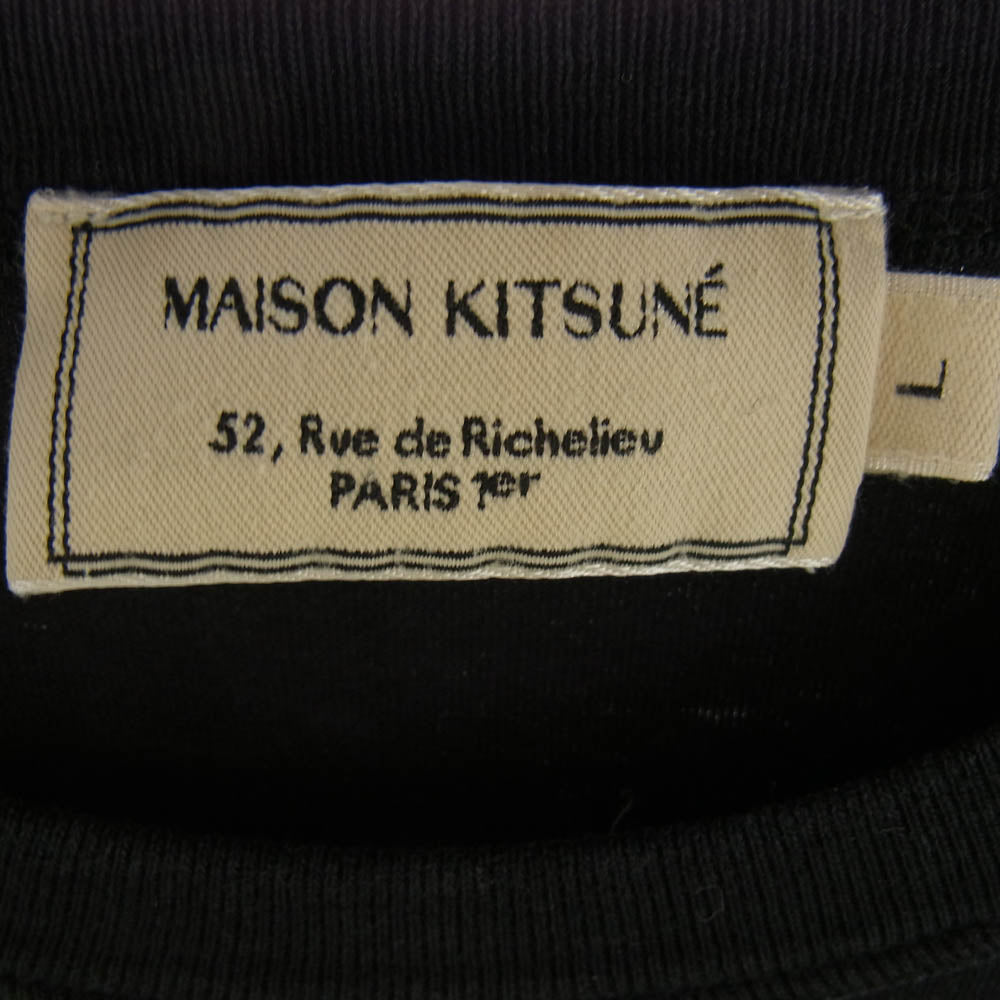 MAISON KITSUNÉ
52, Rue de Richelieu
PARIS 1er
L